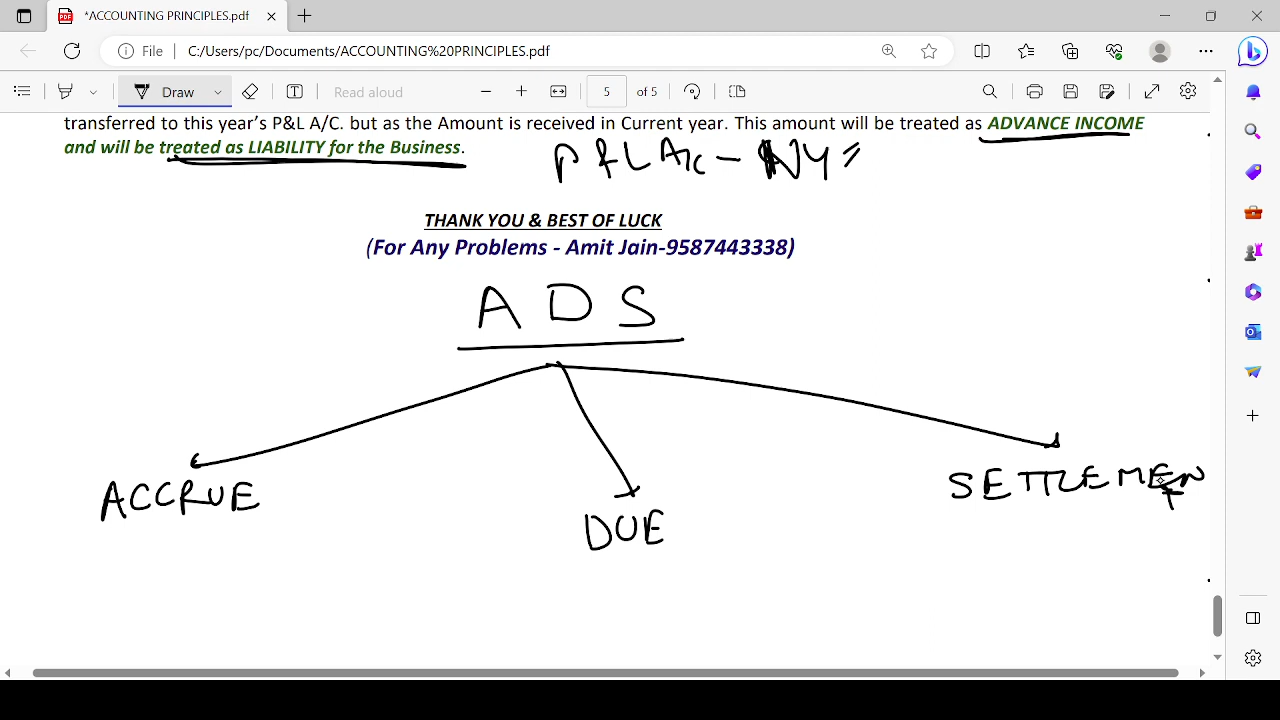 *ACCOUNTING PRINCIPLES.pdf
File C:/Users/pc/Documents/ACCOUNTING%20PRINCIPLES.pdf
Draw Read aloud 5 of 5
transferred to this year's P&L A/C. but as the Amount is received in Current year. This amount will be treated as ADVANCE INCOME
and will be treated as LIABILITY for the Business.
P & L A/c - NY
THANK YOU & BEST OF LUCK
(For Any Problems - Amit Jain-9587443338)
A D S
ACCRUE
DUE
SETTLEMENT